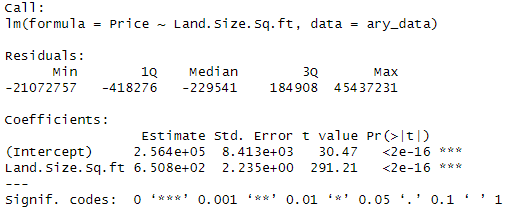 Call:
lm(formula = Price ~ Land.Size.Sq.ft, data = ary_data)
Residuals:
Min 1Q Median 3Q Max
-21072757 -418276 -229541 184908 45437231
Coefficients:
Estimate Std. Error t value Pr(>|t|)
(Intercept) 2.564e+05 8.413e+03 30.47 <2e-16 ***
Land.Size.Sq.ft 6.508e+02 2.235e+00 291.21 <2e-16 ***
---
Signif. codes: 0 ‘***’ 0.001 ‘**’ 0.01 ‘*’ 0.05 ‘.’ 0.1 ‘ ’ 1